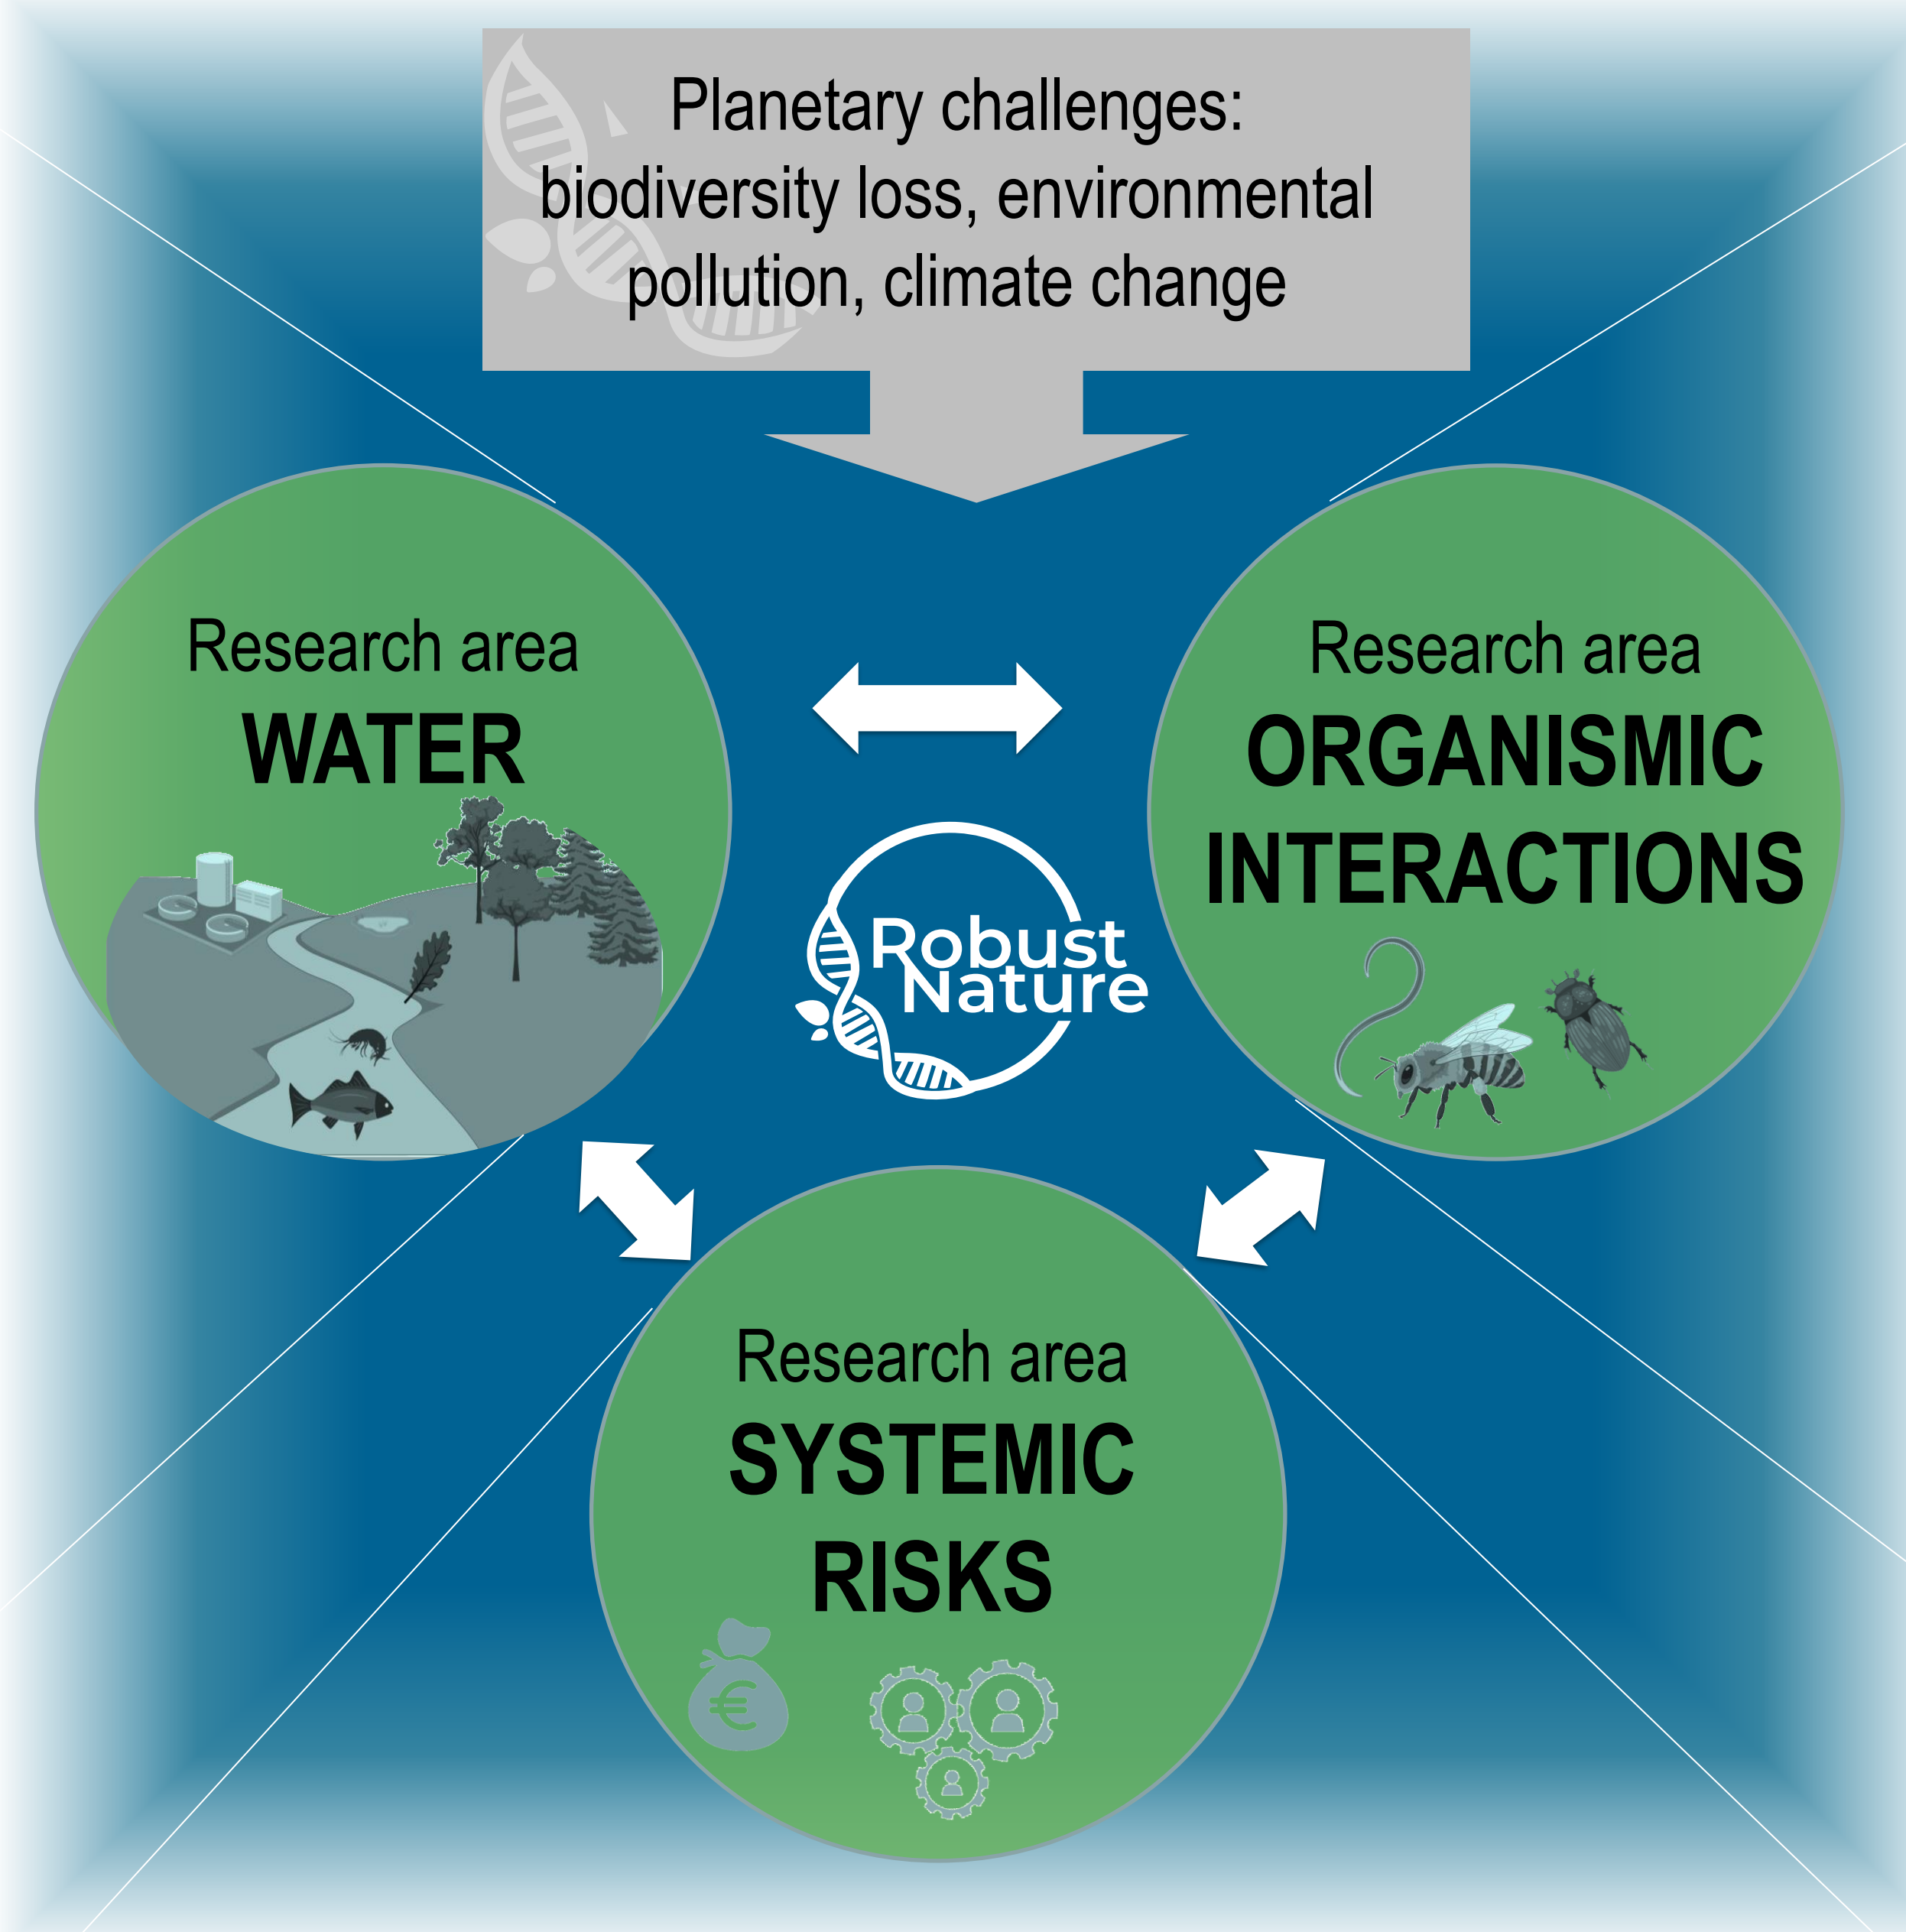 Planetary challenges:
biodiversity loss, environmental
pollution, climate change
Research area
WATER
Research area
ORGANISMIC
INTERACTIONS
Robust
Nature
Research area
SYSTEMIC
RISKS
€